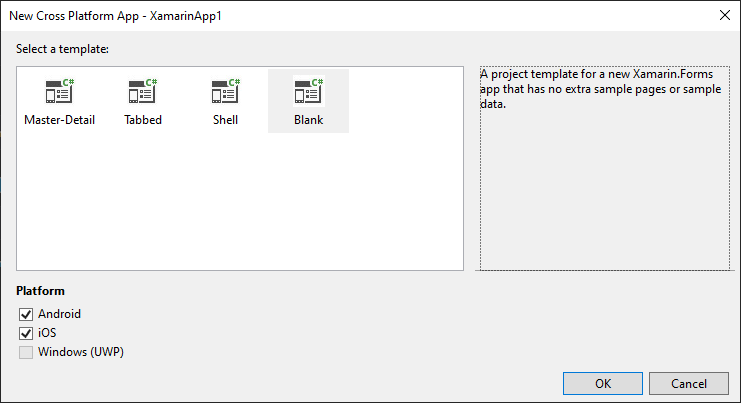 New Cross Platform App - XamarinApp1
Select a template:
C# C# C# C#
Master-Detail Tabbed Shell Blank
A project template for a new Xamarin.Forms
app that has no extra sample pages or sample
data.
Platform
Android
iOS
Windows (UWP)
OK Cancel